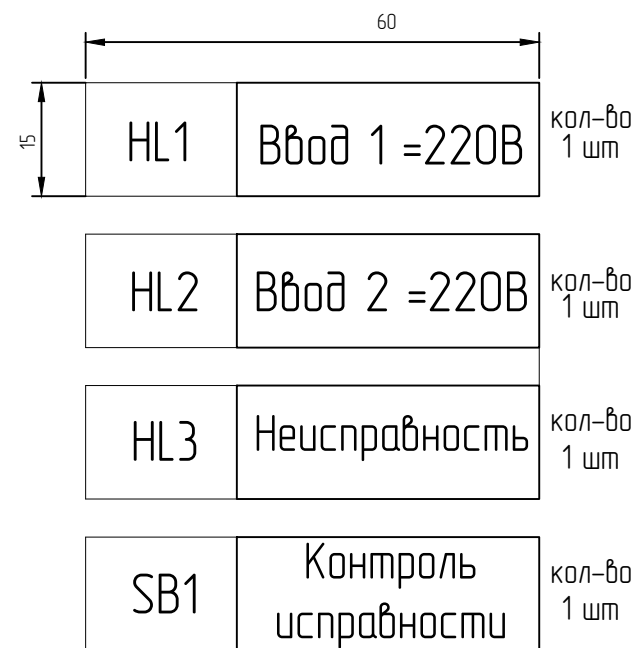 60
15
HL1
Ввод 1 =220В
кол-во
1 шт
HL2
Ввод 2 =220В
кол-во
1 шт
HL3
Неисправность
кол-во
1 шт
SB1
Контроль
исправности
кол-во
1 шт